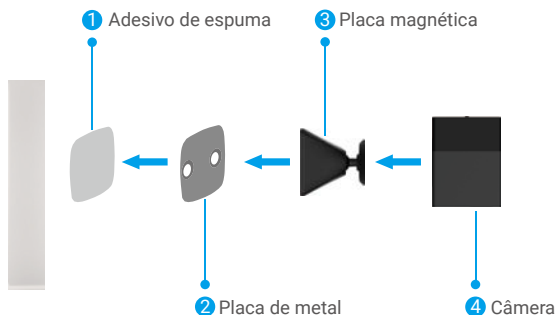 1 Adesivo de espuma
3 Placa magnética
2 Placa de metal
4 Câmera